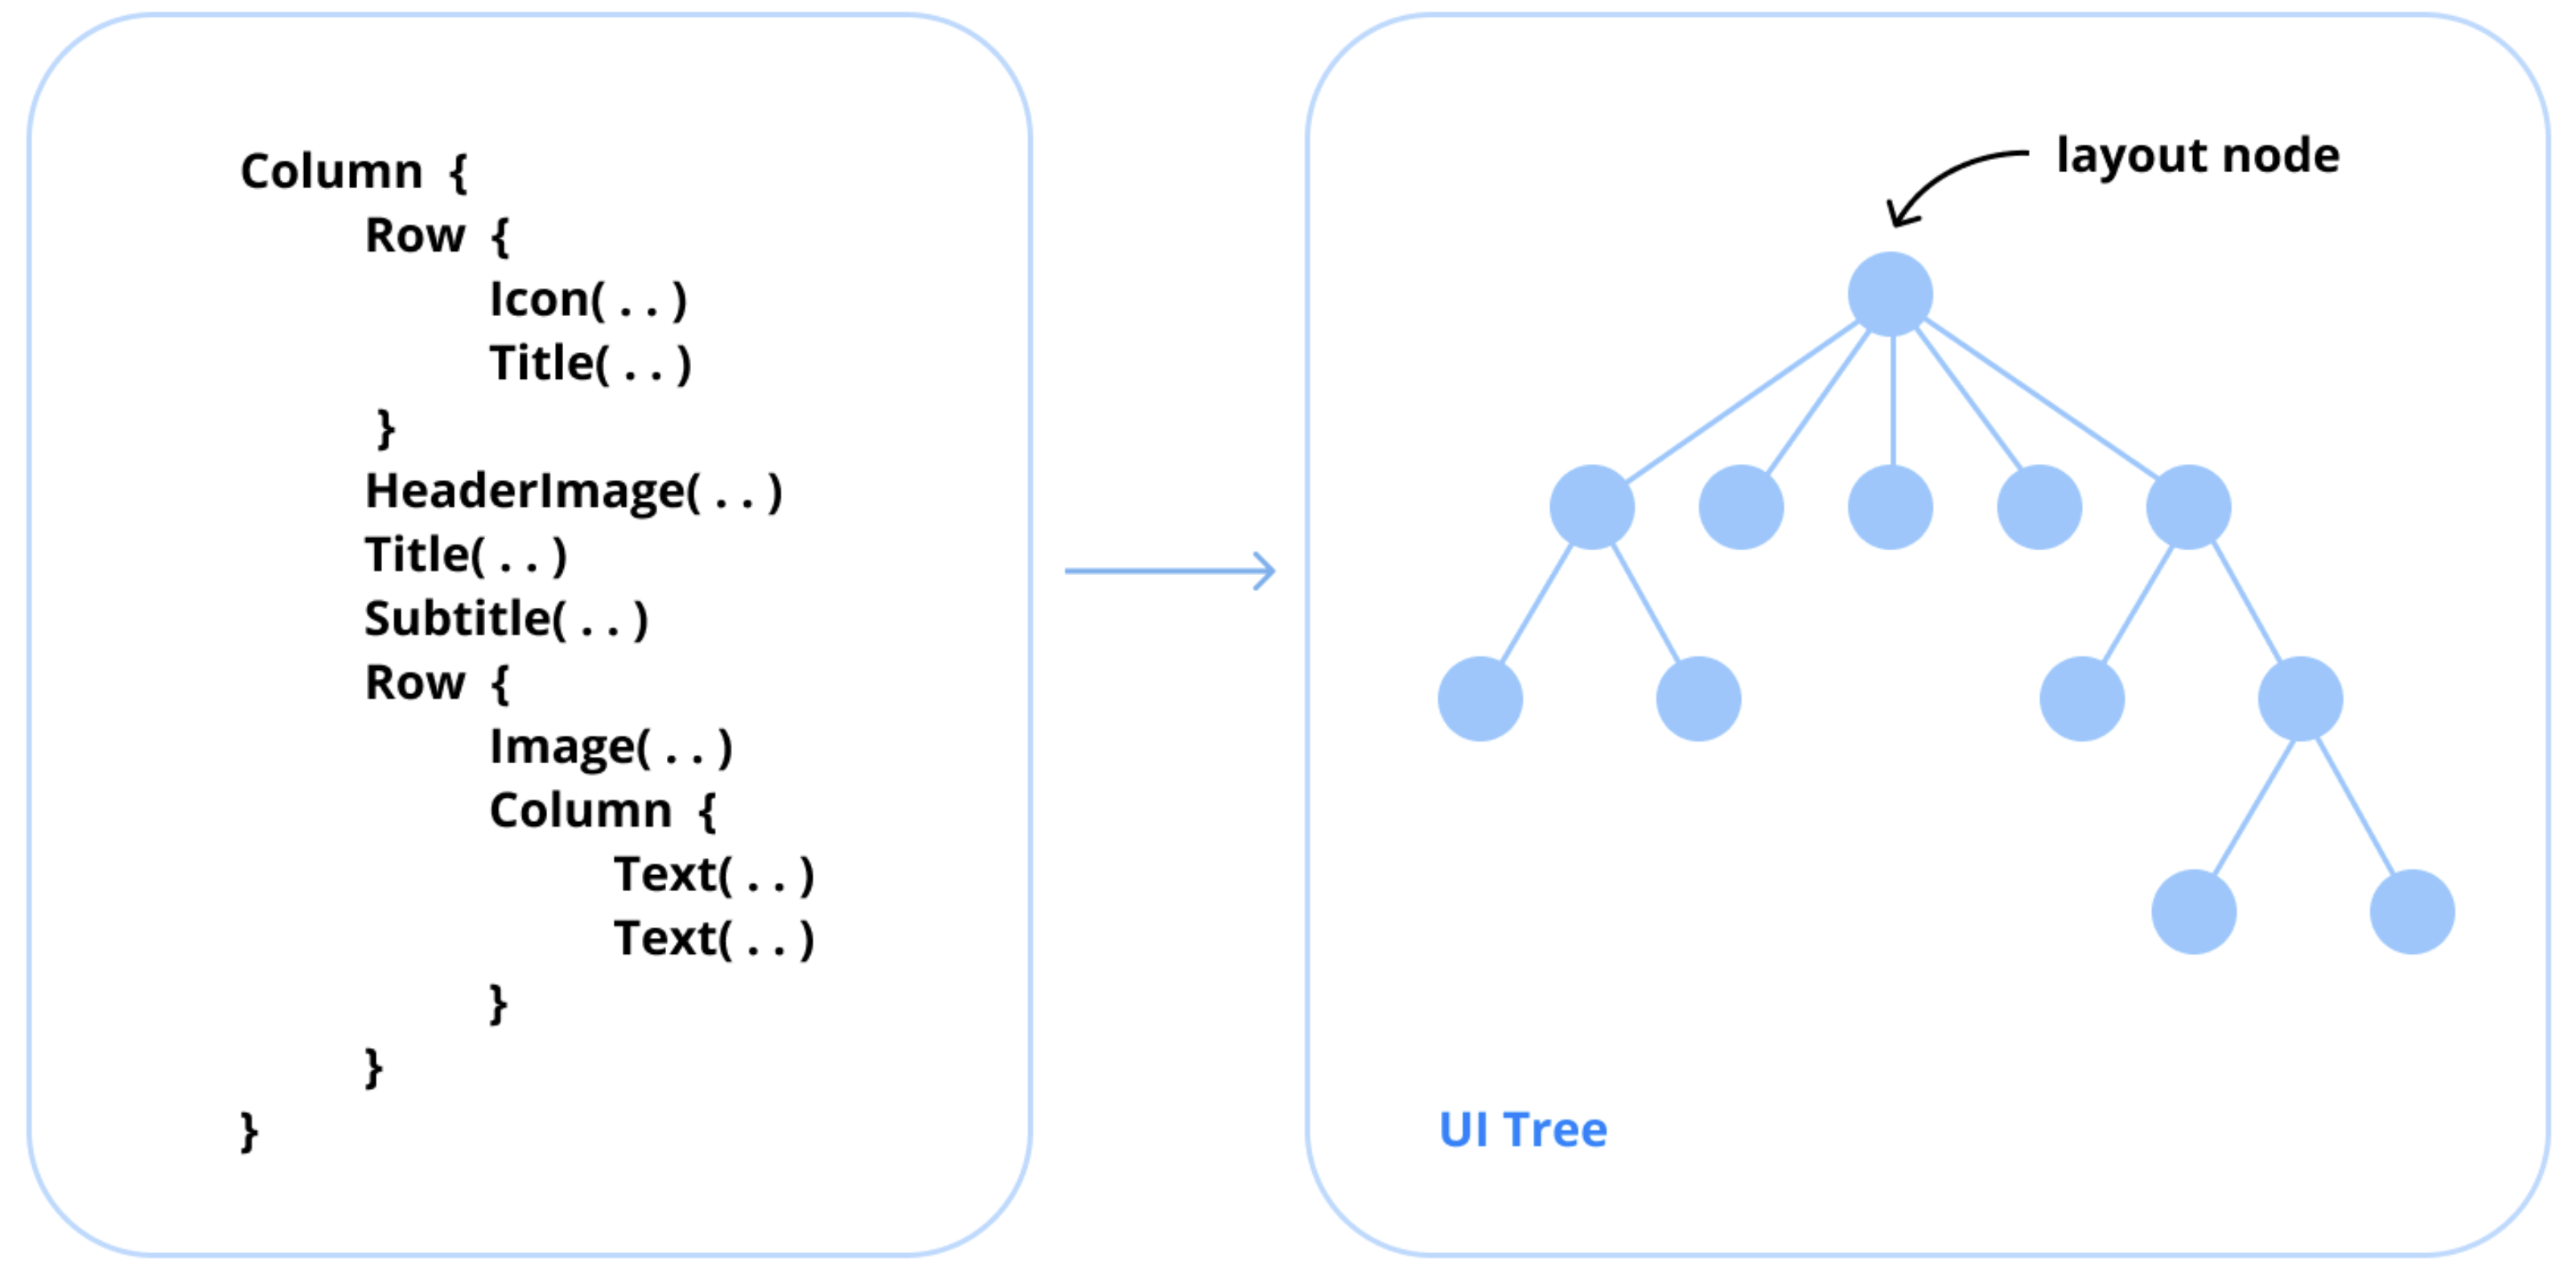 Column {
Row {
Icon( . . )
Title( . . )
}
HeaderImage( . . )
Title( . . )
Subtitle( . . )
Row {
Image( . . )
Column {
Text( . . )
Text( . . )
}
}
}
layout node
UI Tree